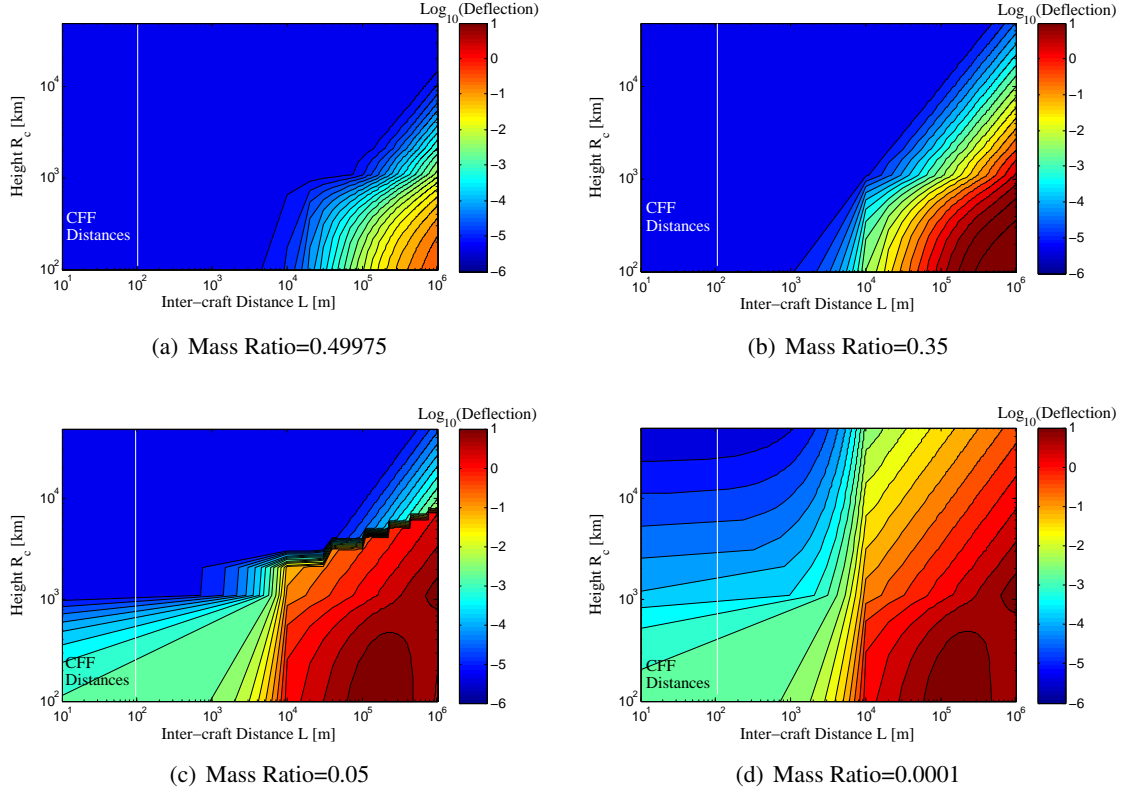 Log10(Deflection)
Height R_c [km]
10^4
10^3
10^2
CFF
Distances
10^1 10^2 10^3 10^4 10^5 10^6
Inter−craft Distance L [m]
1
0
−1
−2
−3
−4
−5
−6
(a) Mass Ratio=0.49975
Log10(Deflection)
Height R_c [km]
10^4
10^3
10^2
CFF
Distances
10^1 10^2 10^3 10^4 10^5 10^6
Inter−craft Distance L [m]
1
0
−1
−2
−3
−4
−5
−6
(b) Mass Ratio=0.35
Log10(Deflection)
Height R_c [km]
10^4
10^3
10^2
CFF
Distances
10^1 10^2 10^3 10^4 10^5 10^6
Inter−craft Distance L [m]
1
0
−1
−2
−3
−4
−5
−6
(c) Mass Ratio=0.05
Log10(Deflection)
Height R_c [km]
10^4
10^3
10^2
CFF
Distances
10^1 10^2 10^3 10^4 10^5 10^6
Inter−craft Distance L [m]
1
0
−1
−2
−3
−4
−5
−6
(d) Mass Ratio=0.0001